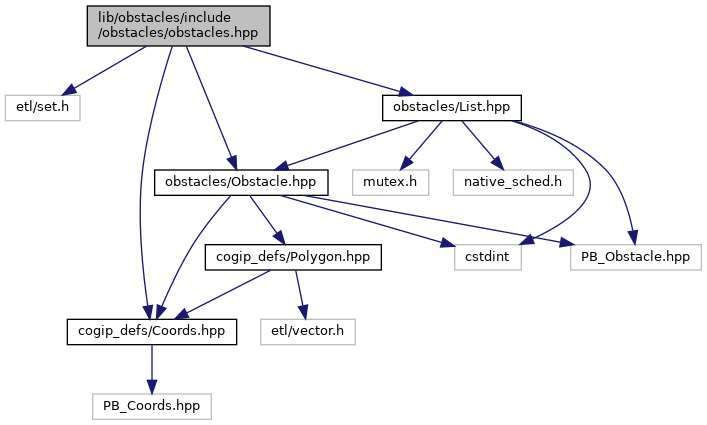 lib/obstacles/include
/obstacles/obstacles.hpp
etl/set.h
obstacles/List.hpp
obstacles/Obstacle.hpp
mutex.h
native_sched.h
cogip_defs/Polygon.hpp
cstdint
PB_Obstacle.hpp
cogip_defs/Coords.hpp
etl/vector.h
PB_Coords.hpp